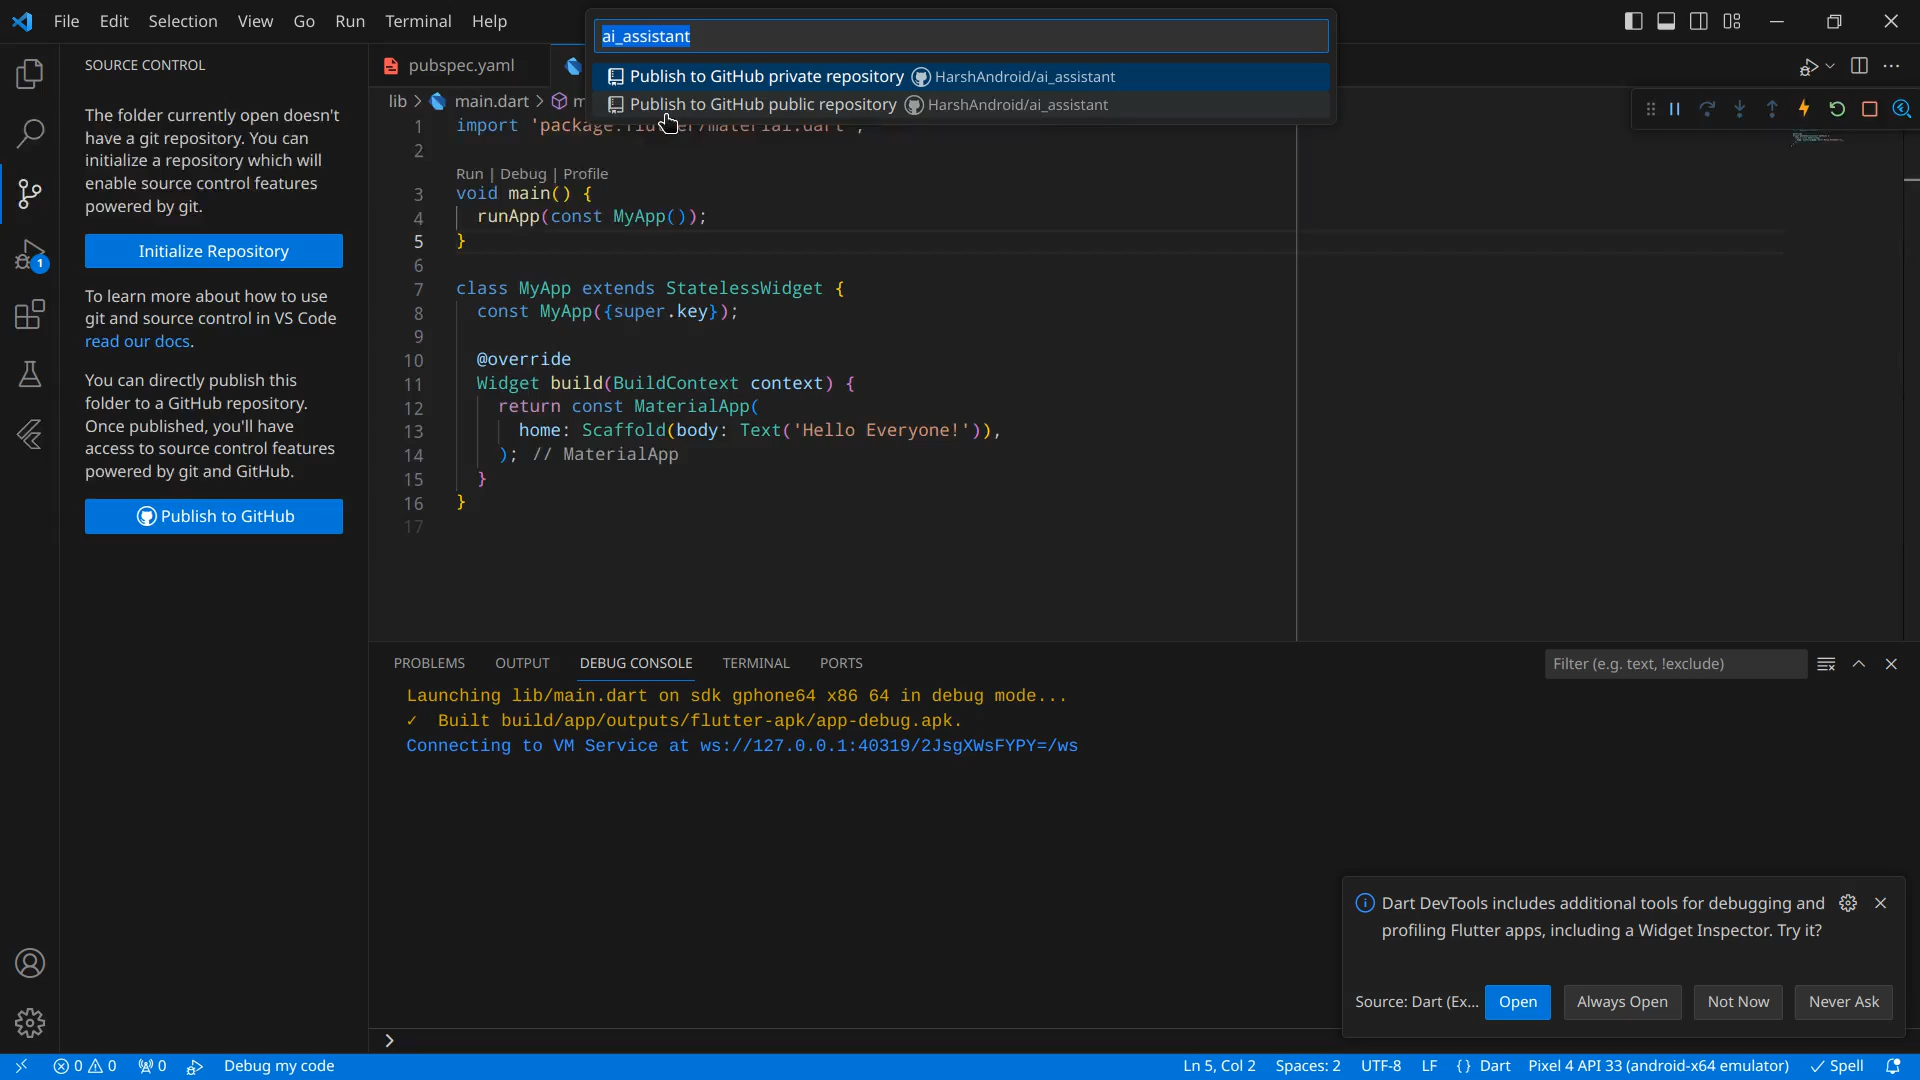 File Edit Selection View Go Run Terminal Help
ai_assistant
Publish to GitHub private repository HarshAndroid/ai_assistant
Publish to GitHub public repository HarshAndroid/ai_assistant
SOURCE CONTROL
The folder currently open doesn't
have a git repository. You can
initialize a repository which will
enable source control features
powered by git.
Initialize Repository
To learn more about how to use
git and source control in VS Code
read our docs.
You can directly publish this
folder to a GitHub repository.
Once published, you'll have
access to source control features
powered by git and GitHub.
Publish to GitHub
1
pubspec.yaml
lib > main.dart > m
1 import 'package:flutter/material.dart';
2
Run | Debug | Profile
3 void main() {
4 runApp(const MyApp());
5 }
6
7 class MyApp extends StatelessWidget {
8 const MyApp({super.key});
9
10 @override
11 Widget build(BuildContext context) {
12 return const MaterialApp(
13 home: Scaffold(body: Text('Hello Everyone!')),
14 ); // MaterialApp
15 }
16 }
17
PROBLEMS OUTPUT DEBUG CONSOLE TERMINAL PORTS
Filter (e.g. text, !exclude)
Launching lib/main.dart on sdk gphone64 x86 64 in debug mode...
✓ Built build/app/outputs/flutter-apk/app-debug.apk.
Connecting to VM Service at ws://127.0.0.1:40319/2JsgXWsFYPY=/ws
Dart DevTools includes additional tools for debugging and
profiling Flutter apps, including a Widget Inspector. Try it?
Source: Dart (Ex... Open Always Open Not Now Never Ask
>
0 0 0 Debug my code
Ln 5, Col 2 Spaces: 2 UTF-8 LF {} Dart Pixel 4 API 33 (android-x64 emulator) ✓ Spell